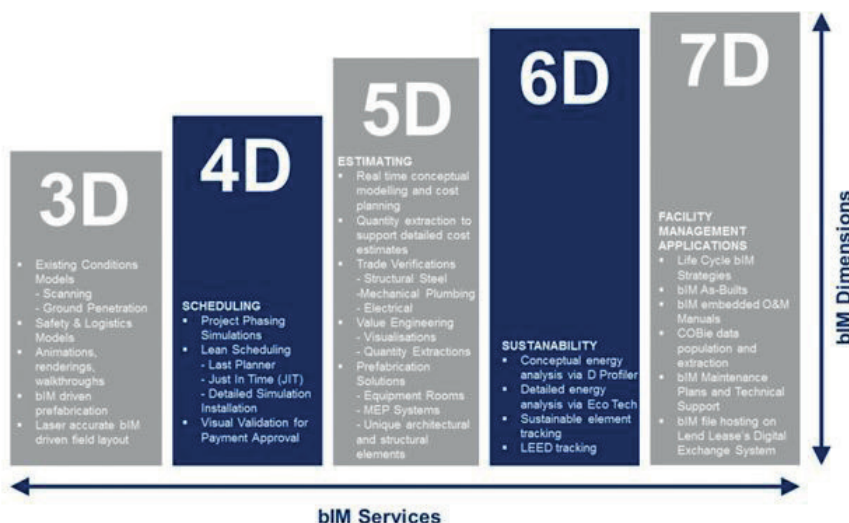 3D
Existing Conditions
Models
- Scanning
- Ground Penetration
Safety & Logistics
Models
Animations,
renderings,
walkthroughs
bIM driven
prefabrication
Laser accurate bIM
driven field layout
4D
SCHEDULING
Project Phasing
Simulations
Lean Scheduling
- Last Planner
- Just In Time (JIT)
- Detailed Simulation
Installation
Visual Validation for
Payment Approval
5D
ESTIMATING
Real time conceptual
modelling and cost
planning
Quantity extraction to
support detailed cost
estimates
Trade Verifications
- Structural Steel
-Mechanical Plumbing
- Electrical
Value Engineering
- Visualisations
- Quantity Extractions
Prefabrication
Solutions
- Equipment Rooms
- MEP Systems
- Unique architectural
and structural
elements
6D
SUSTANABILITY
Conceptual energy
analysis via D Profiler
Detailed energy
analysis via Eco Tech
Sustainable element
tracking
LEED tracking
7D
FACILITY
MANAGEMENT
APPLICATIONS
Life Cycle bIM
Strategies
bIM As-Builts
bIM embedded O&M
Manuals
COBie data
population and
extraction
bIM Maintenance
Plans and Technical
Support
bIM file hosting on
Lend Lease's Digital
Exchange System
bIM Dimensions
bIM Services